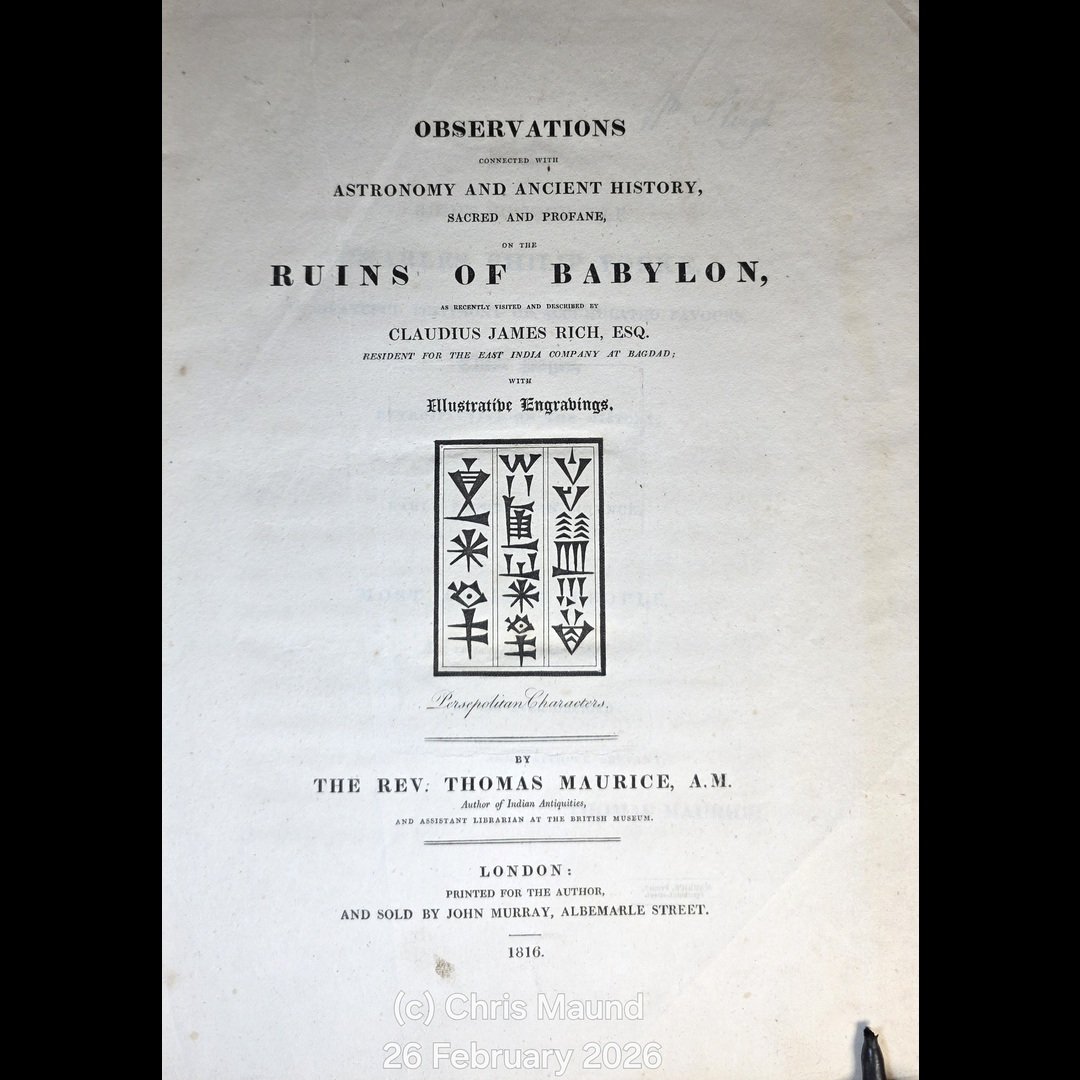 OBSERVATIONS
CONNECTED WITH
ASTRONOMY AND ANCIENT HISTORY,
SACRED AND PROFANE,
ON THE
RUINS OF BABYLON,
AS RECENTLY VISITED AND DESCRIBED BY
CLAUDIUS JAMES RICH, ESQ.
RESIDENT FOR THE EAST INDIA COMPANY AT BAGDAD;
WITH
Illustrative Engravings.
Persepolitan Characters.
BY
THE REV. THOMAS MAURICE, A.M.
Author of Indian Antiquities,
AND ASSISTANT LIBRARIAN AT THE BRITISH MUSEUM.
LONDON:
PRINTED FOR THE AUTHOR,
AND SOLD BY JOHN MURRAY, ALBEMARLE STREET.
1816.
(c) Chris Maund
26 February 2026